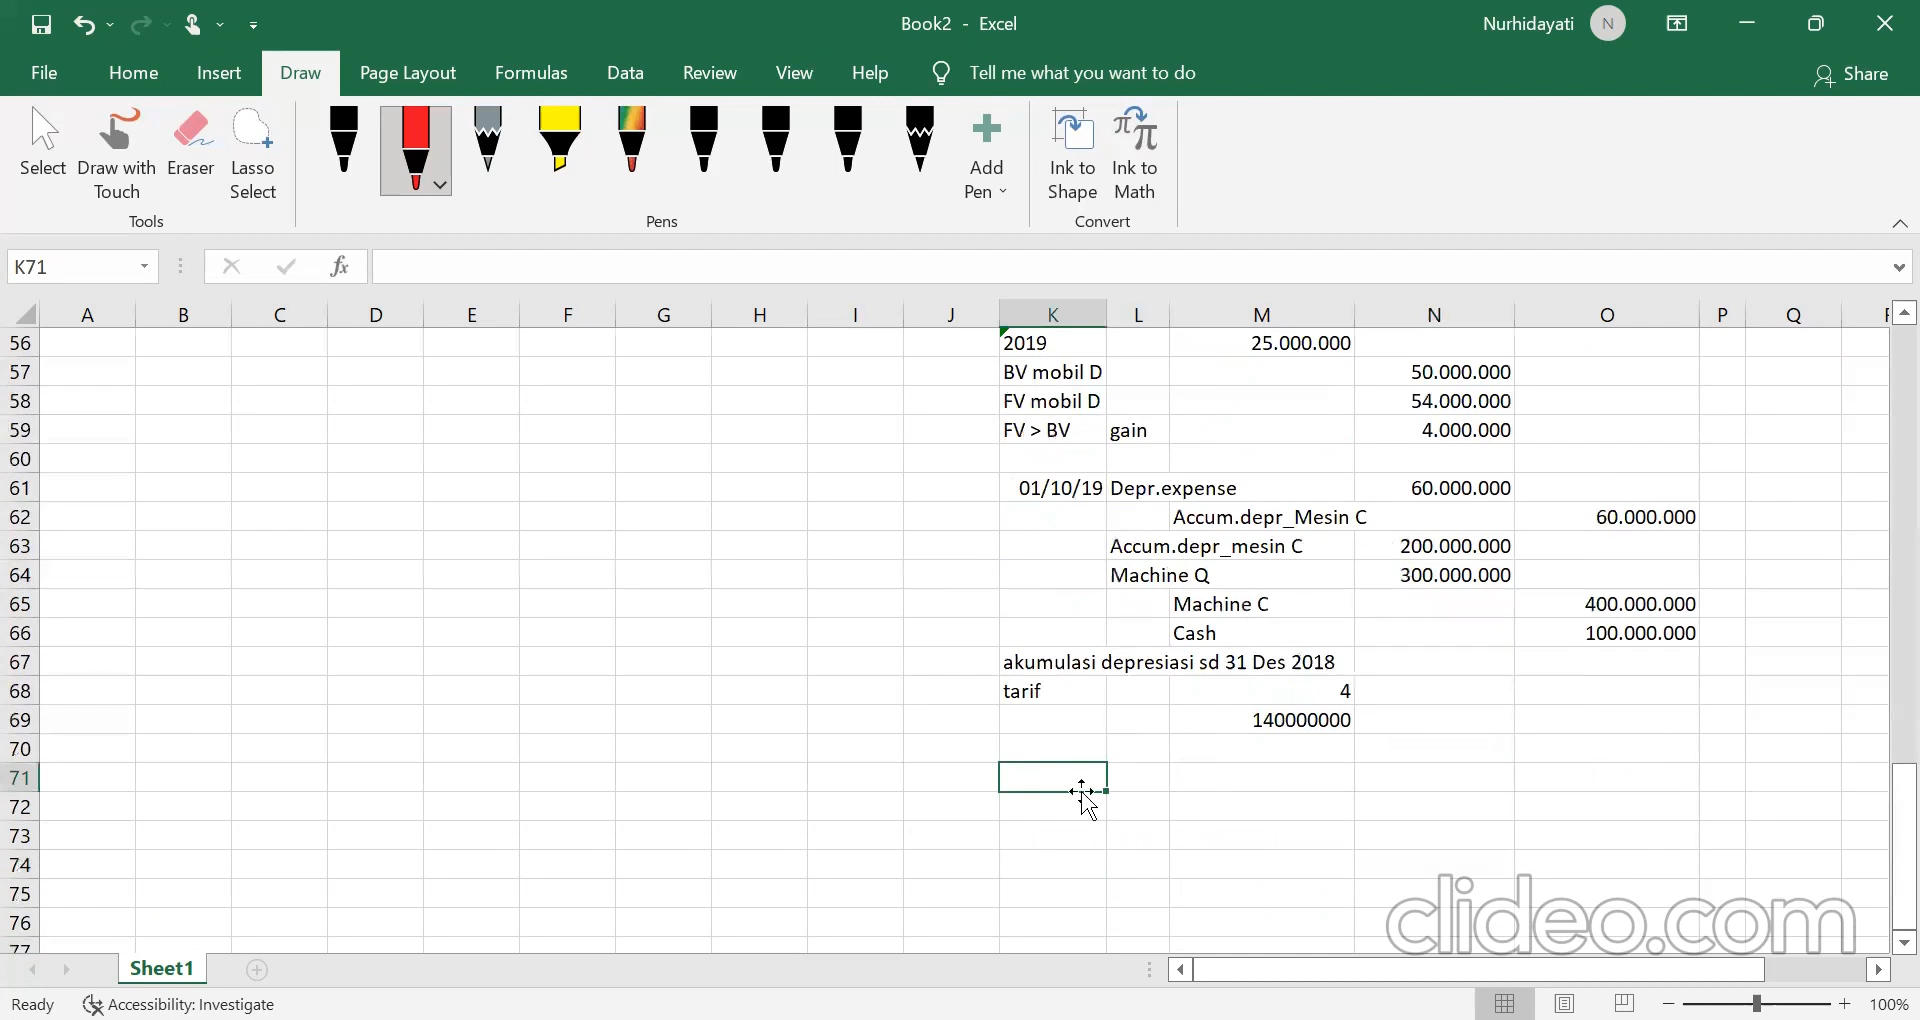 Book2 - Excel
Nurhidayati N
File Home Insert Draw Page Layout Formulas Data Review View Help Tell me what you want to do Share
Select
Draw with Touch
Eraser
Lasso Select
Add Pen
Ink to Shape
Ink to Math
Tools Pens Convert
K71 fx
A B C D E F G H I J K L M N O P Q
56 2019 25.000.000
57 BV mobil D 50.000.000
58 FV mobil D 54.000.000
59 FV > BV gain 4.000.000
60
61 01/10/19 Depr.expense 60.000.000
62 Accum.depr_Mesin C 60.000.000
63 Accum.depr_mesin C 200.000.000
64 Machine Q 300.000.000
65 Machine C 400.000.000
66 Cash 100.000.000
67 akumulasi depresiasi sd 31 Des 2018
68 tarif 4
69 140000000
70
71
72
73
74
75
76
77
clideo.com
Sheet1
Ready Accessibility: Investigate 100%